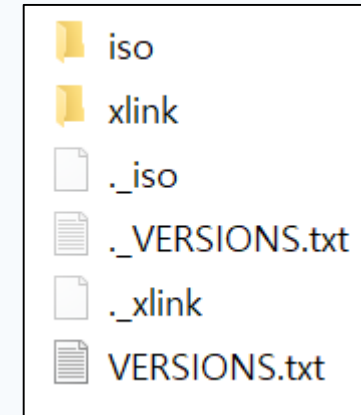 iso
xlink
._iso
._VERSIONS.txt
._xlink
VERSIONS.txt